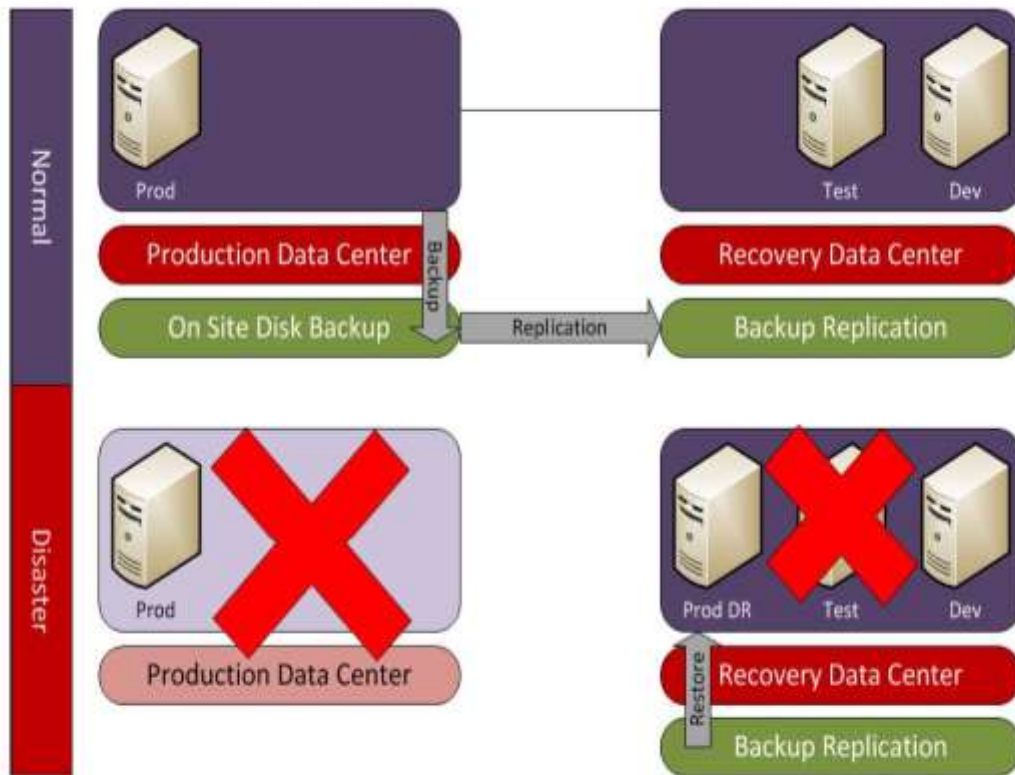 Normal
Prod
Test
Dev
Production Data Center
Recovery Data Center
Backup
On Site Disk Backup
Replication
Backup Replication
Disaster
Prod
Prod DR
Test
Dev
Production Data Center
Recovery Data Center
Restore
Backup Replication